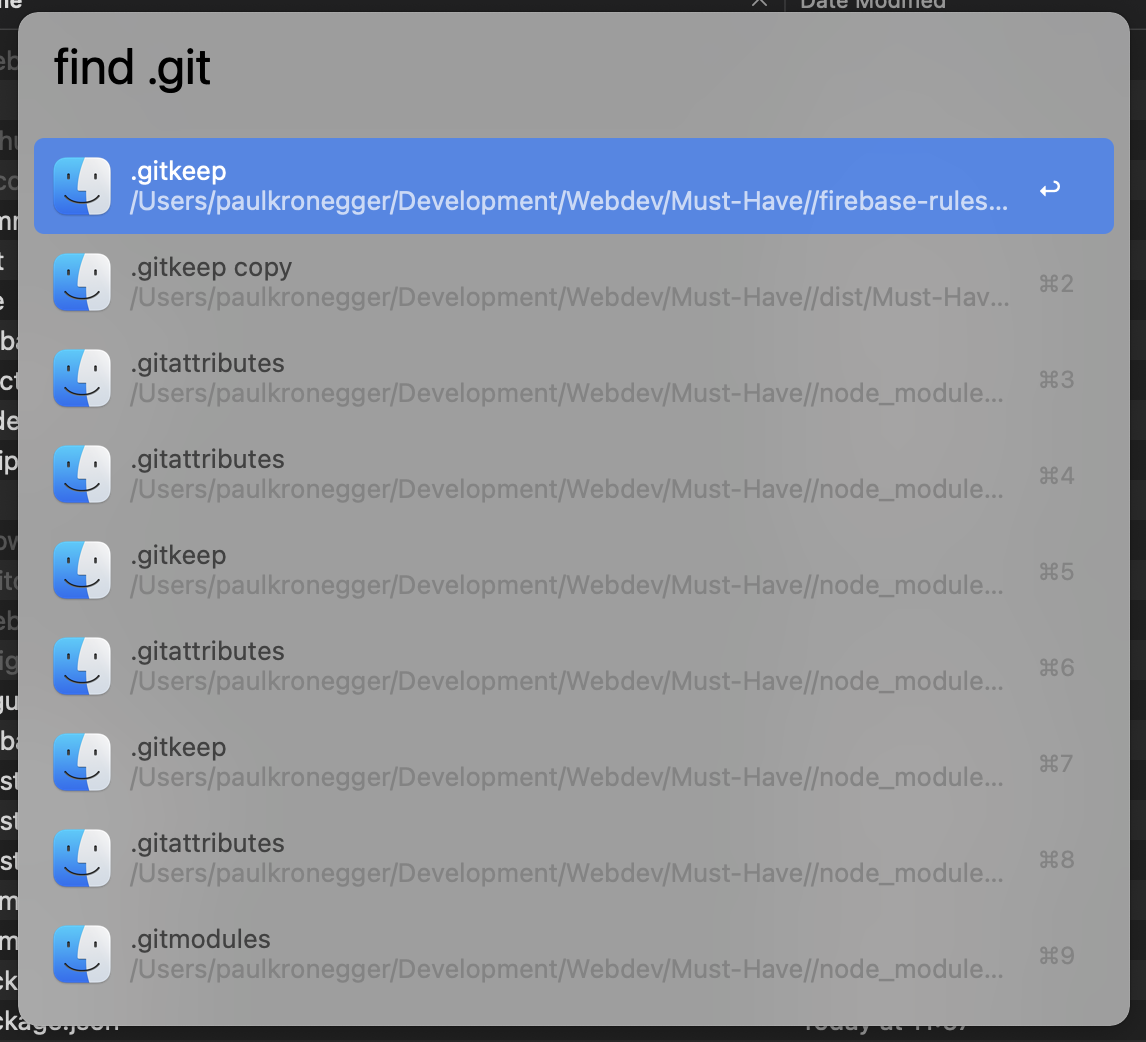 Date Modified
find .git
.gitkeep
/Users/paulkronegger/Development/Webdev/Must-Have//firebase-rules...
.gitkeep copy
/Users/paulkronegger/Development/Webdev/Must-Have//dist/Must-Hav...
⌘2
.gitattributes
/Users/paulkronegger/Development/Webdev/Must-Have//node_module...
⌘3
.gitattributes
/Users/paulkronegger/Development/Webdev/Must-Have//node_module...
⌘4
.gitkeep
/Users/paulkronegger/Development/Webdev/Must-Have//node_module...
⌘5
.gitattributes
/Users/paulkronegger/Development/Webdev/Must-Have//node_module...
⌘6
.gitkeep
/Users/paulkronegger/Development/Webdev/Must-Have//node_module...
⌘7
.gitattributes
/Users/paulkronegger/Development/Webdev/Must-Have//node_module...
⌘8
.gitmodules
/Users/paulkronegger/Development/Webdev/Must-Have//node_module...
⌘9